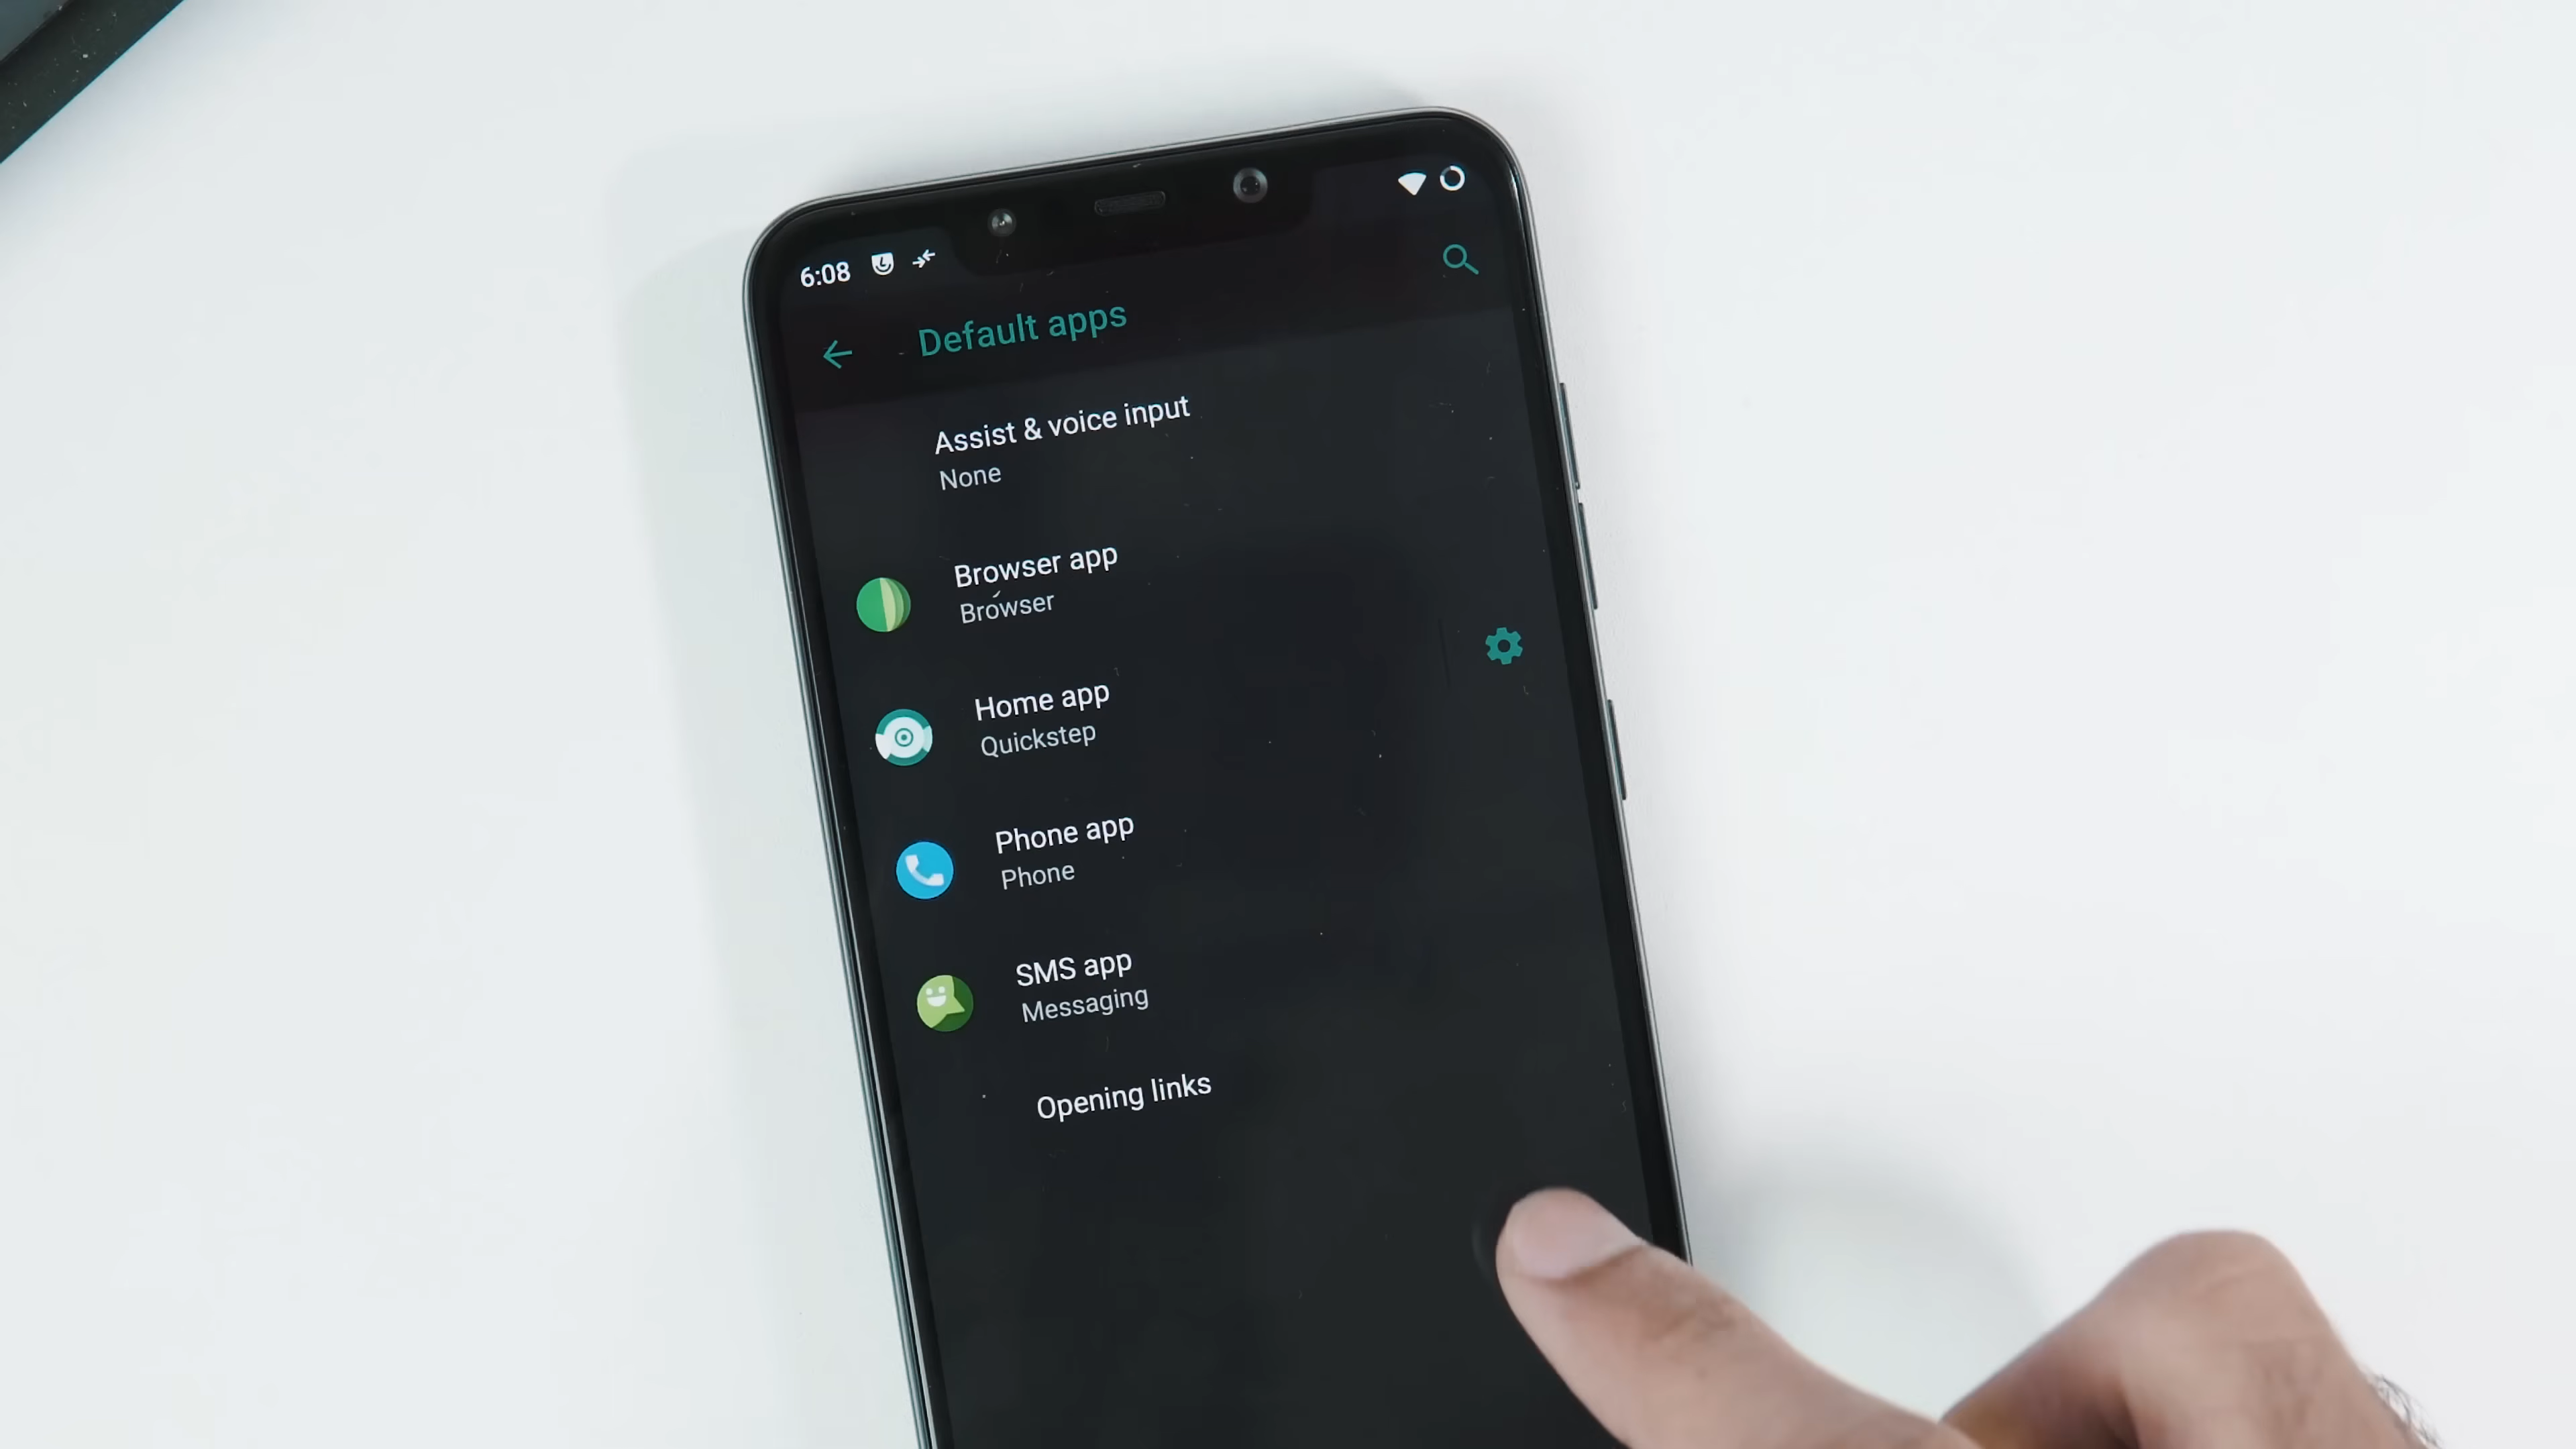 6:08
Default apps
Assist & voice input
None
Browser app
Browser
Home app
Quickstep
Phone app
Phone
SMS app
Messaging
Opening links